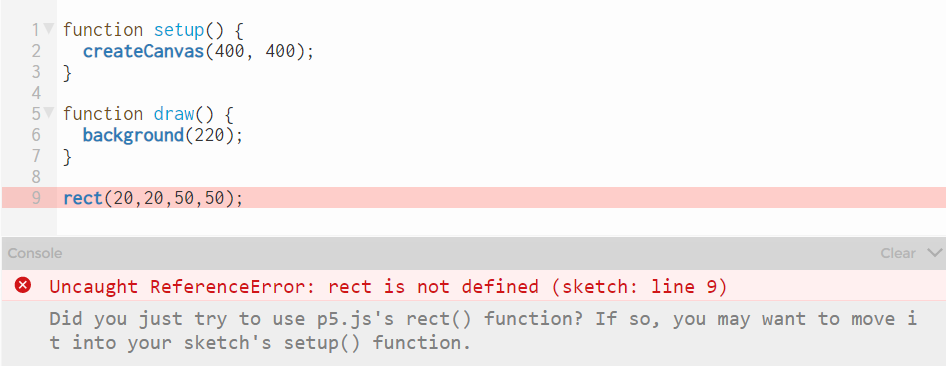 1 function setup() {
2 createCanvas(400, 400);
3 }
4
5 function draw() {
6 background(220);
7 }
8
9 rect(20,20,50,50);
Console Clear
Uncaught ReferenceError: rect is not defined (sketch: line 9)
Did you just try to use p5.js's rect() function? If so, you may want to move i
t into your sketch's setup() function.